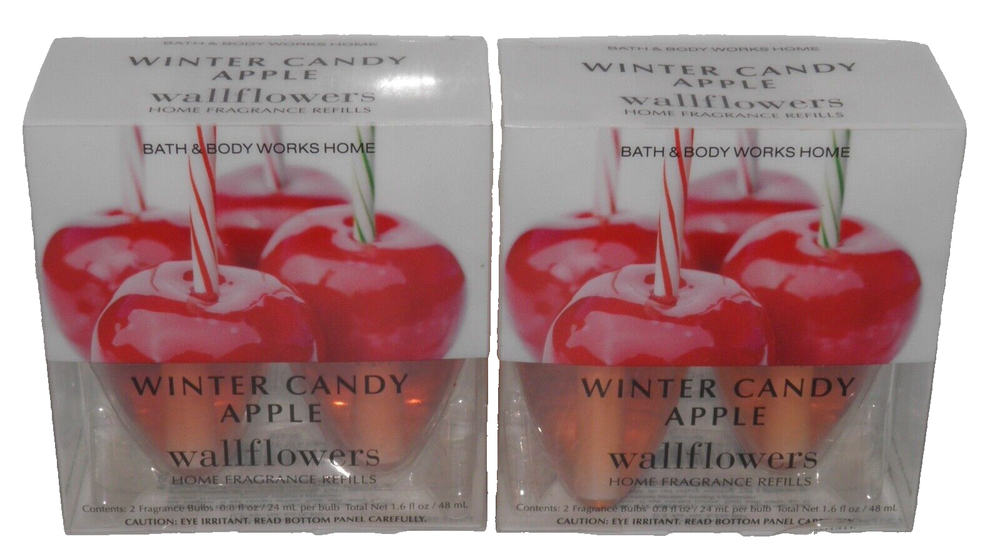 BATH & BODY WORKS HOME
WINTER CANDY
APPLE
wallflowers
HOME FRAGRANCE REFILLS
BATH & BODY WORKS HOME
WINTER CANDY
APPLE
wallflowers
HOME FRAGRANCE REFILLS
Contents: 2 Fragrance Bulbs 0.8 fl oz / 24 mL per bulb Total Net 1.6 fl oz / 48 mL
CAUTION: EYE IRRITANT. READ BOTTOM PANEL CAREFULLY.
BATH & BODY WORKS HOME
WINTER CANDY
APPLE
wallflowers
HOME FRAGRANCE REFILLS
BATH & BODY WORKS HOME
WINTER CANDY
APPLE
wallflowers
HOME FRAGRANCE REFILLS
Contents: 2 Fragrance Bulbs 0.8 fl oz / 24 mL per bulb Total Net 1.6 fl oz / 48 mL
CAUTION: EYE IRRITANT. READ BOTTOM PANEL